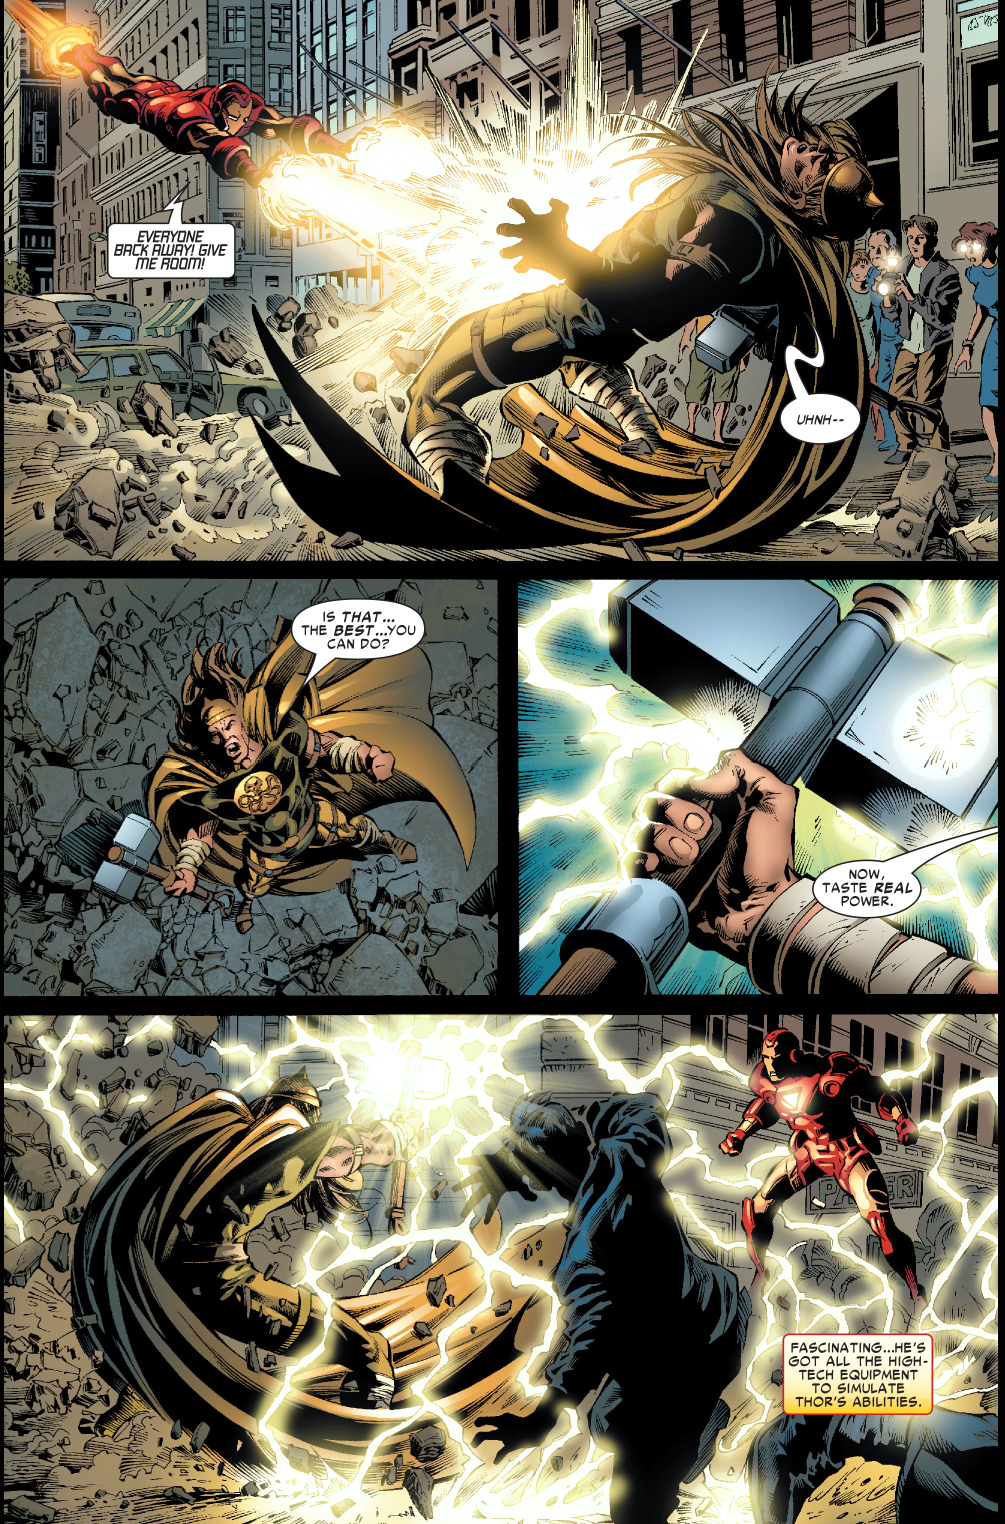 EVERYONE
BACK AWAY! GIVE
ME ROOM!
UHNH--
IS THAT...
THE BEST...YOU
CAN DO?
NOW,
TASTE REAL
POWER.
FASCINATING...HE'S
GOT ALL THE HIGH-
TECH EQUIPMENT
TO SIMULATE
THOR'S ABILITIES.